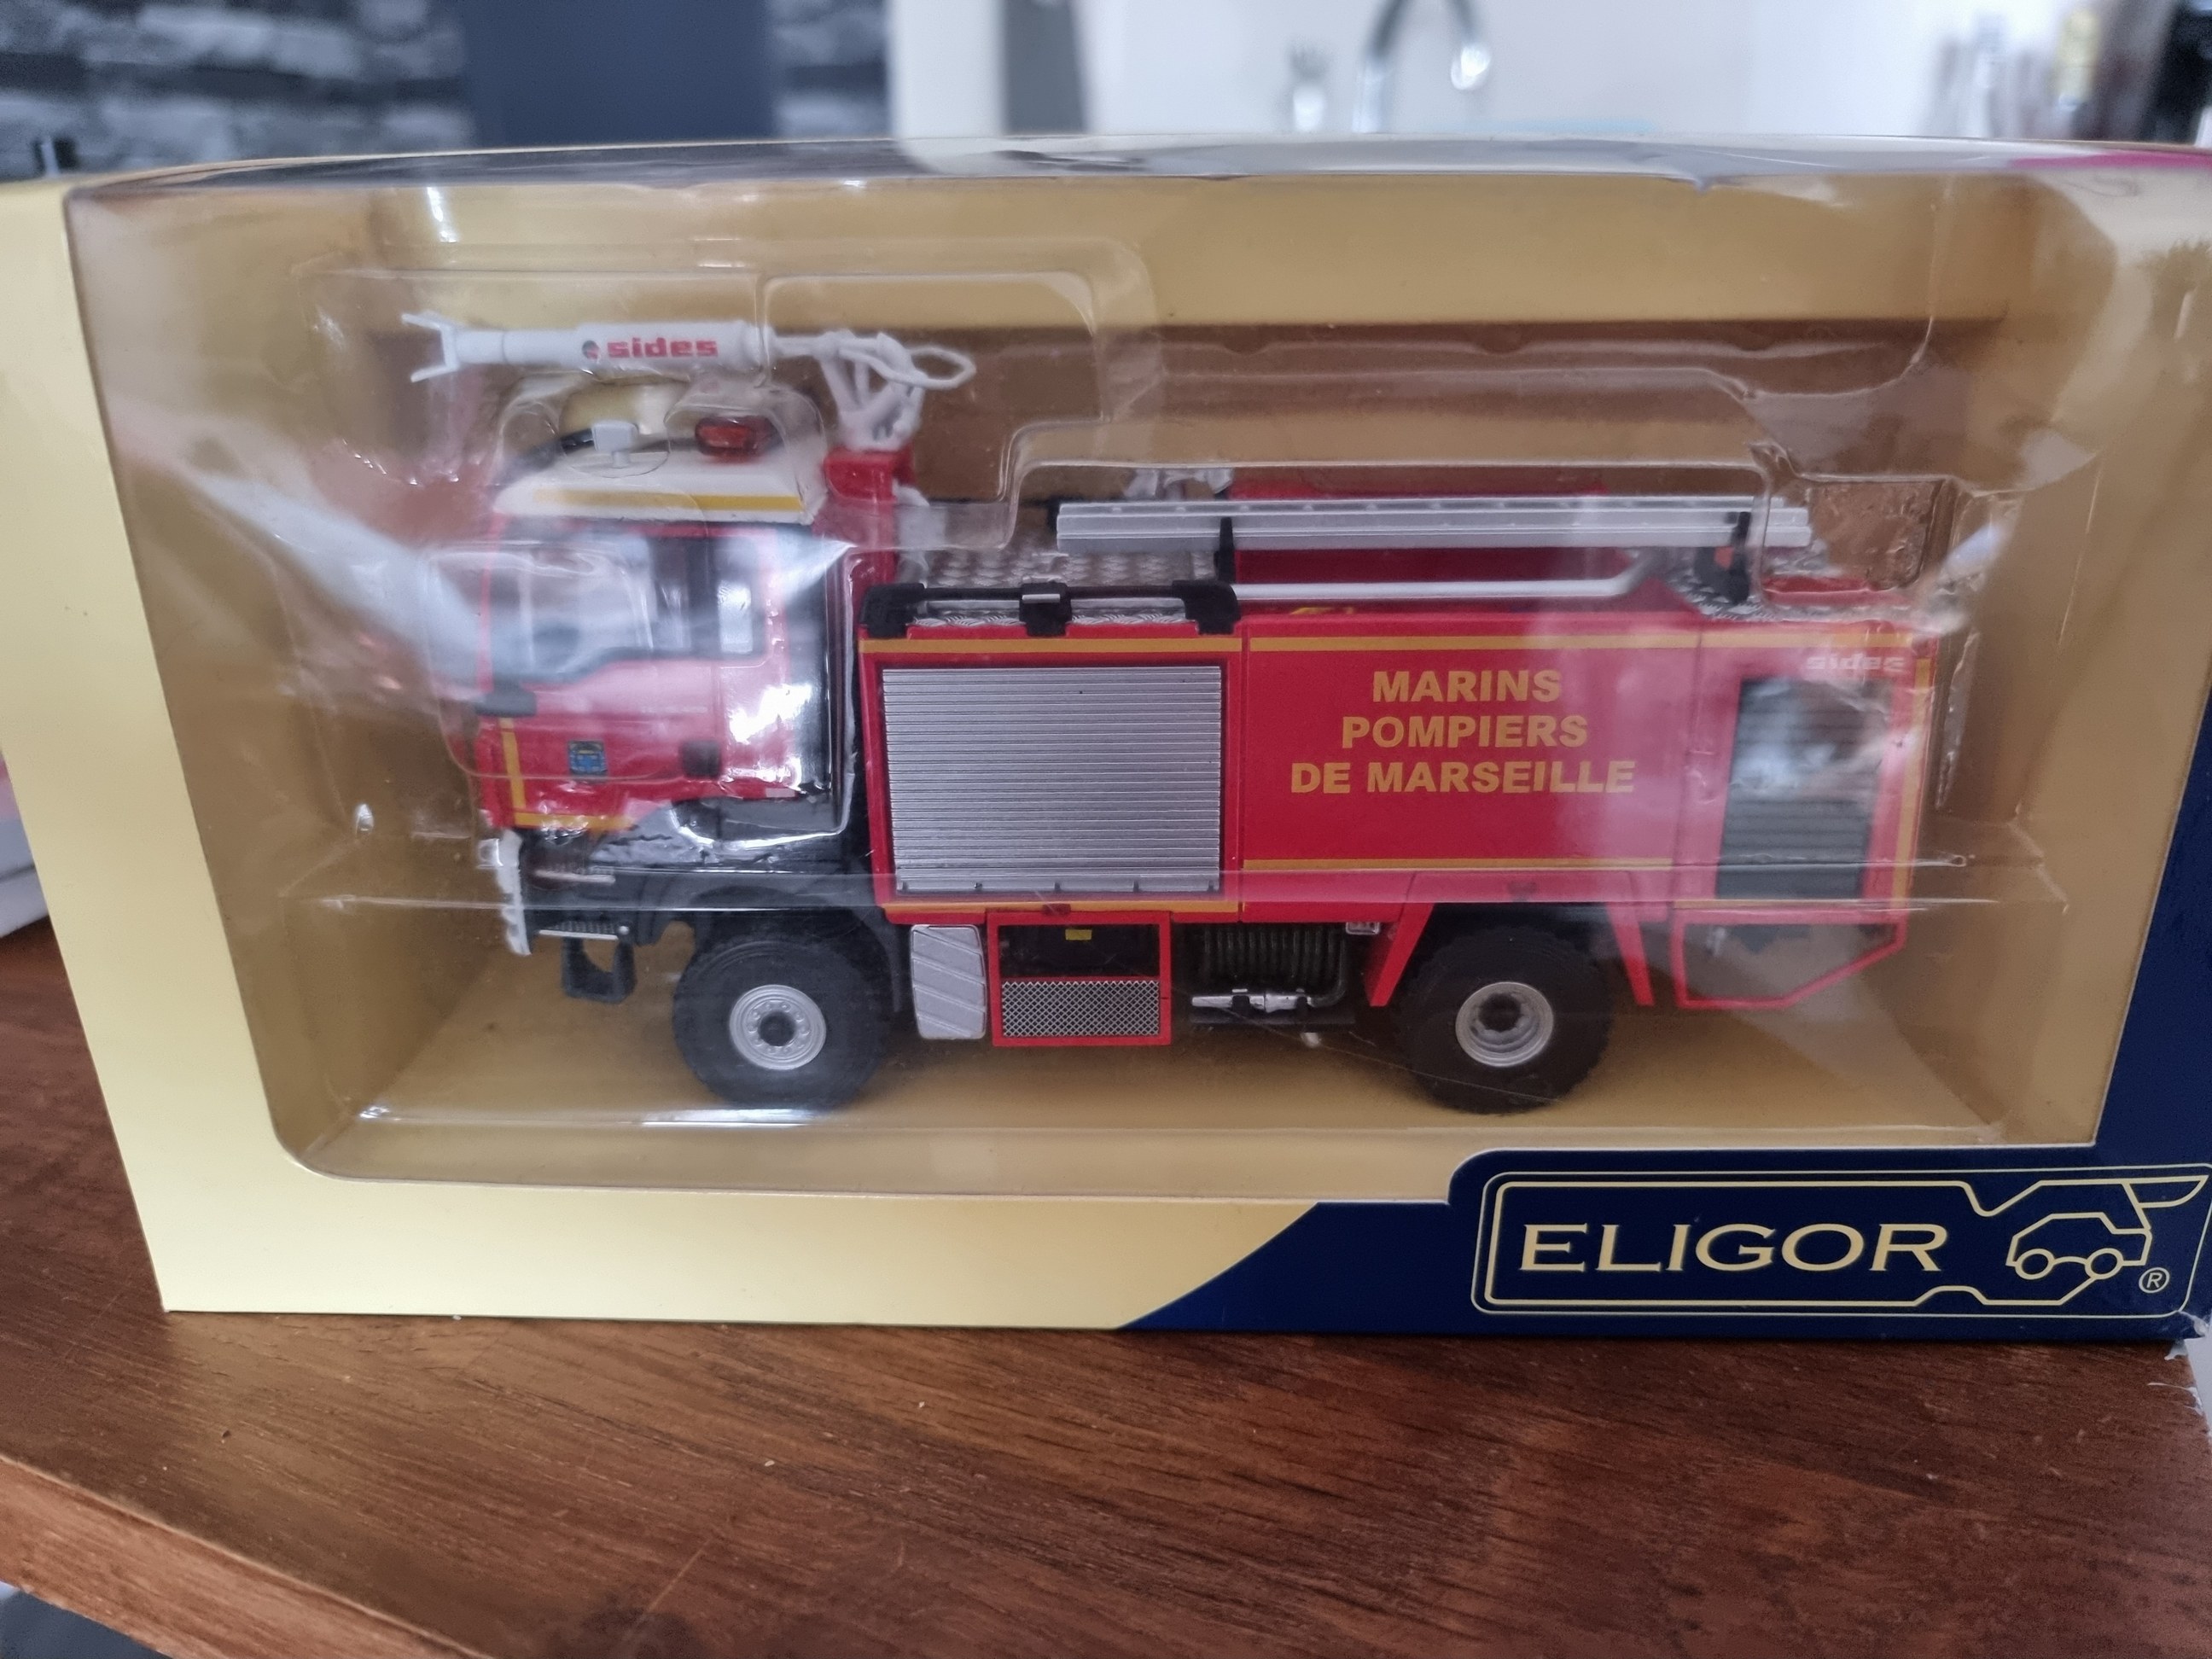 sides
MARINS
POMPIERS
DE MARSEILLE
sides
ELIGOR
®